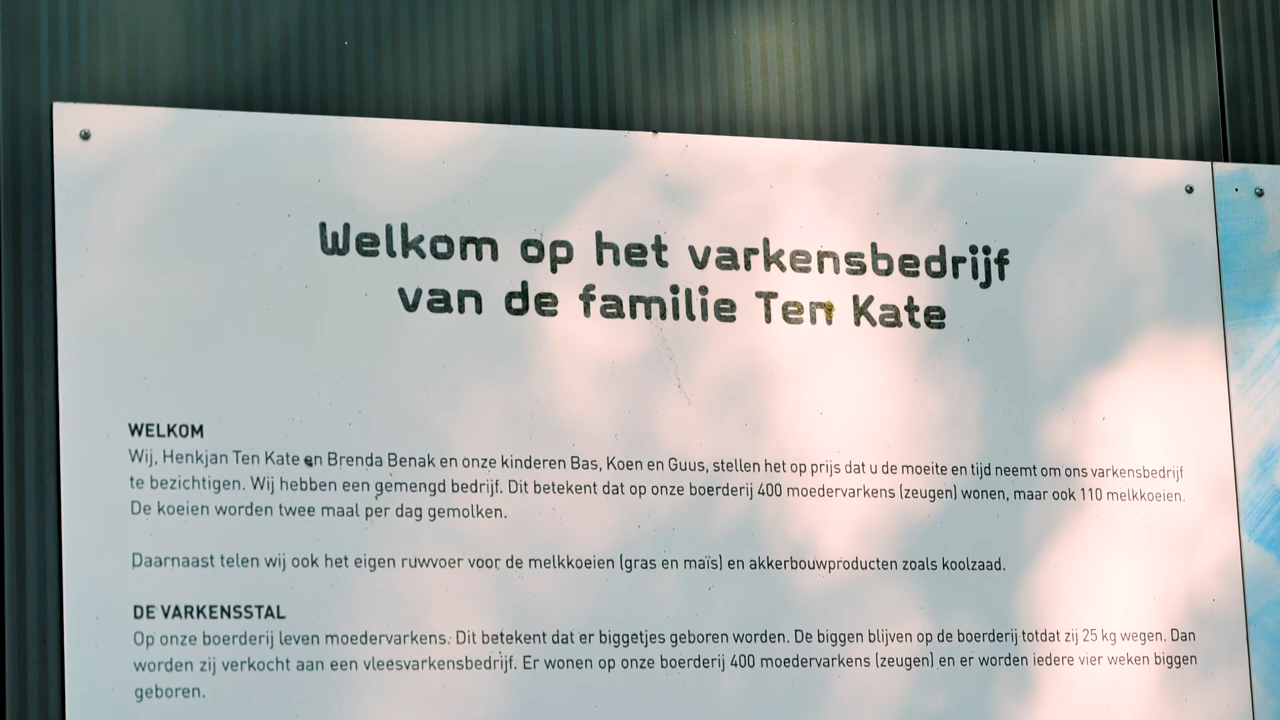 Welkom op het varkensbedrijf
van de familie Ten Kate
WELKOM
Wij, Henkjan Ten Kate en Brenda Benak en onze kinderen Bas, Koen en Guus, stellen het op prijs dat u de moeite en tijd neemt om ons varkensbedrijf
te bezichtigen. Wij hebben een gemengd bedrijf. Dit betekent dat op onze boerderij 400 moedervarkens (zeugen) wonen, maar ook 110 melkkoeien.
De koeien worden twee maal per dag gemolken.
Daarnaast telen wij ook het eigen ruwvoer voor de melkkoeien (gras en maïs) en akkerbouwproducten zoals koolzaad.
DE VARKENSSTAL
Op onze boerderij leven moedervarkens. Dit betekent dat er biggetjes geboren worden. De biggen blijven op de boerderij totdat zij 25 kg wegen. Dan
worden zij verkocht aan een vleesvarkensbedrijf. Er wonen op onze boerderij 400 moedervarkens (zeugen) en er worden iedere vier weken biggen
geboren.